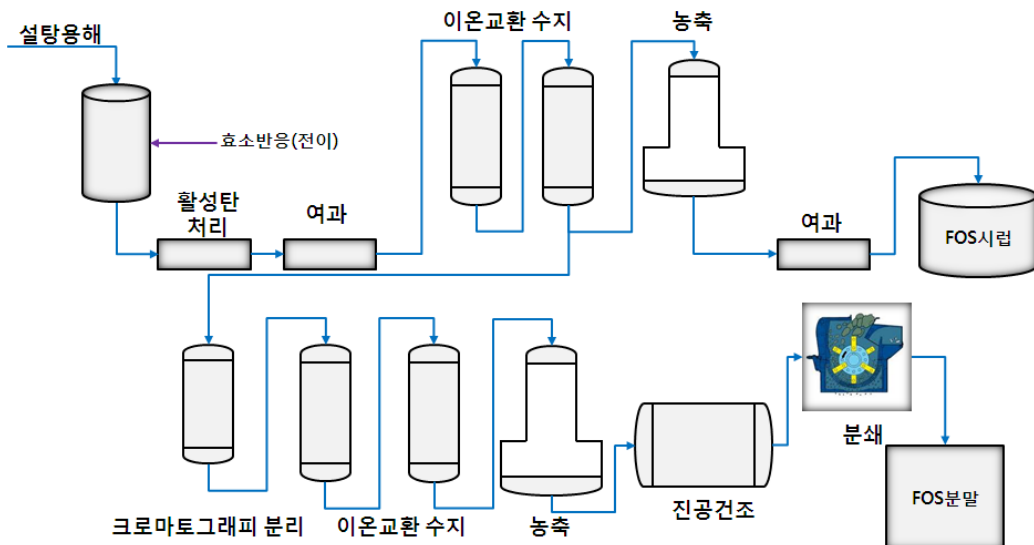 설탕용해
이온교환 수지
농축
효소반응(전이)
활성탄
처리
여과
여과
FOS시럽
크로마토그래피 분리
이온교환 수지
농축
진공건조
분쇄
FOS분말